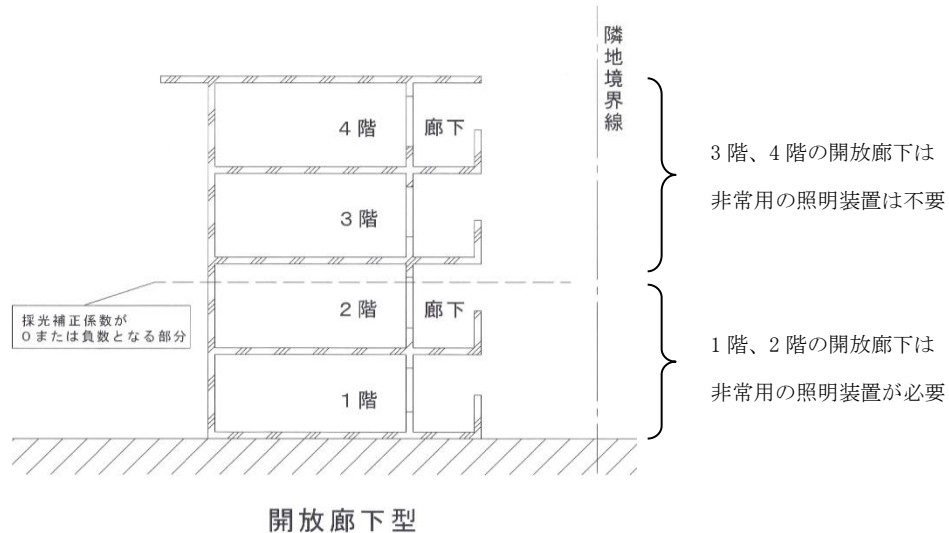 隣地境界線
4階
廊下
3階
2階
廊下
1階
採光補正係数が
0または負数となる部分
3階、4階の開放廊下は
非常用の照明装置は不要
1階、2階の開放廊下は
非常用の照明装置が必要
開放廊下型